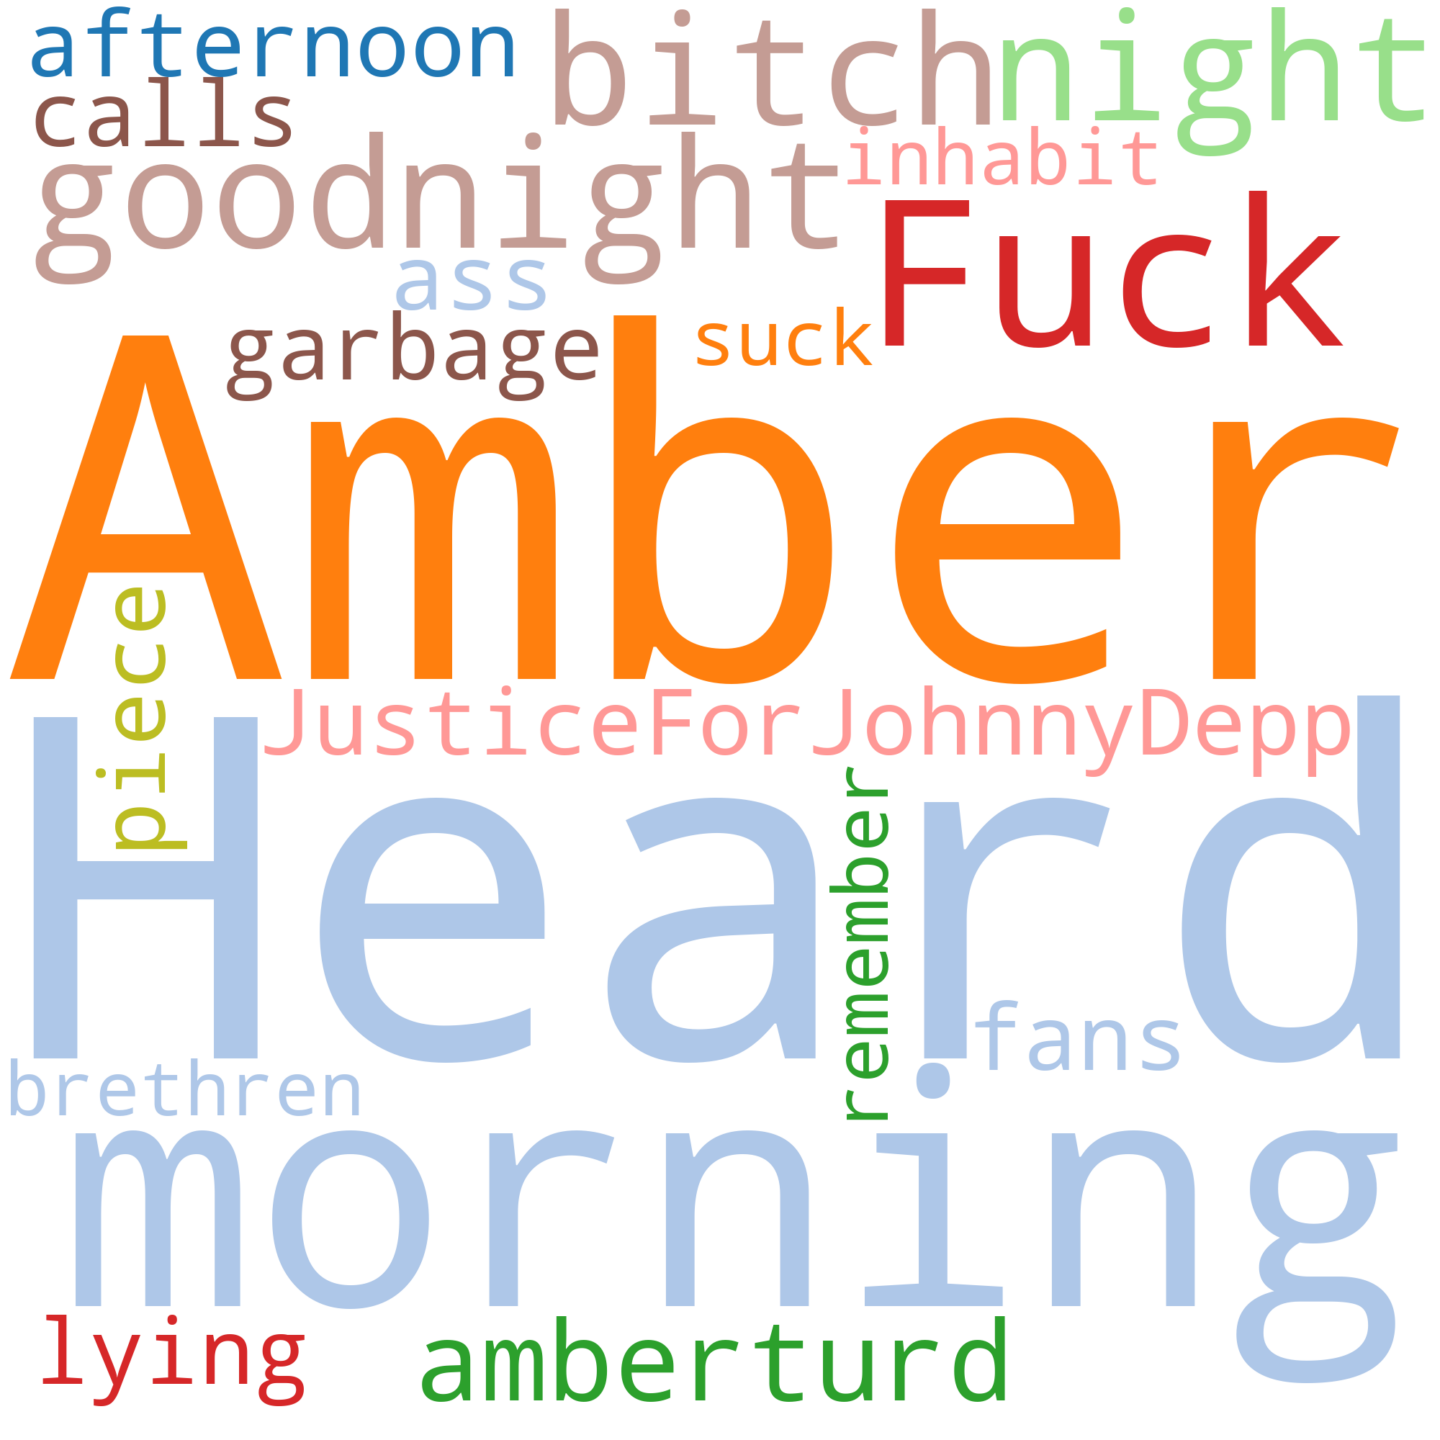 afternoon
bitch
night
calls
goodnight
inhabit
Fuck
ass
garbage
suck
Amber
piece
JusticeForJohnnyDepp
Heard
remember
fans
brethren
morning
lying
amberturd